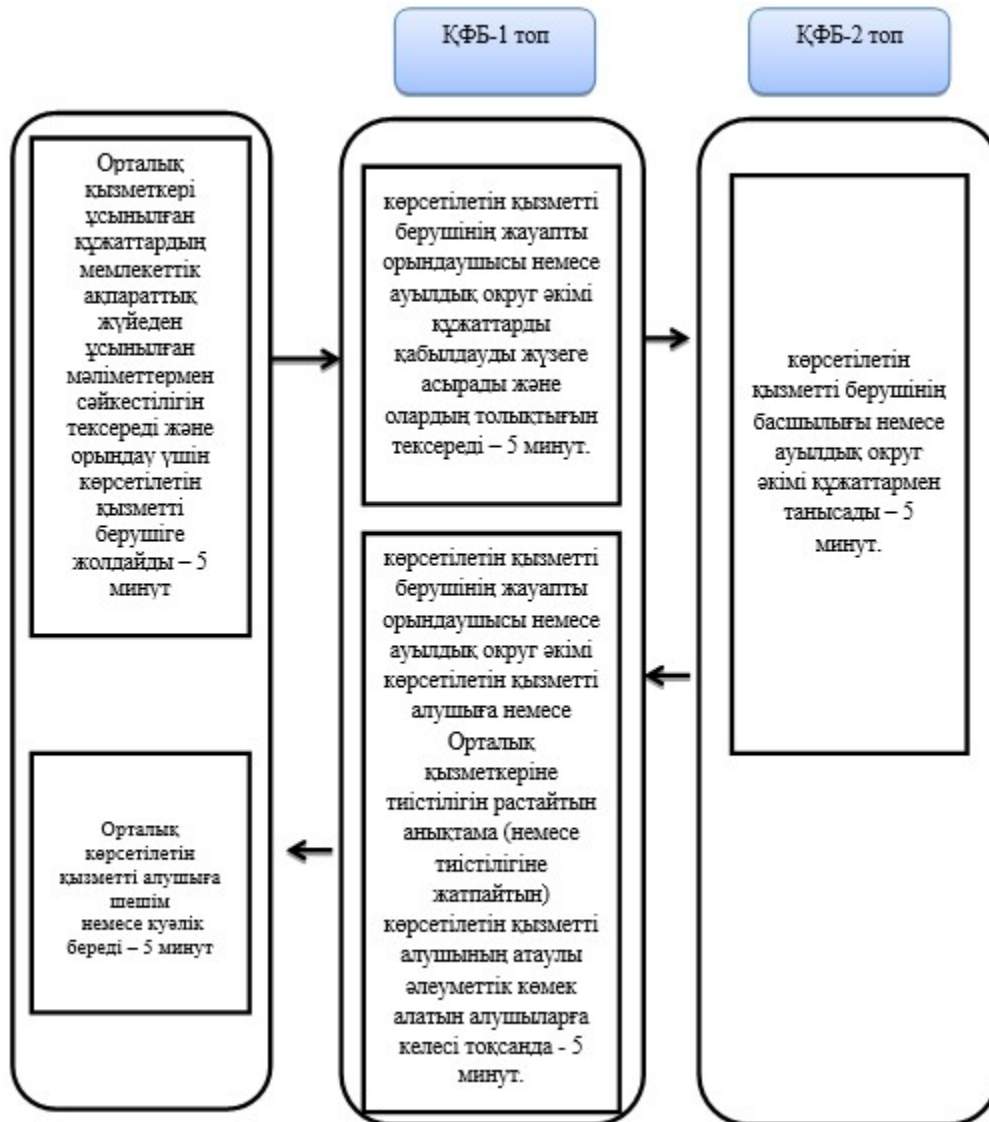 ҚФБ-1 топ
ҚФБ-2 топ
Орталық
қызметкері
ұсынылған
құжаттардың
мемлекеттік
ақпараттық
жүйеден
ұсынылған
мәліметтермен
сәйкестілігін
тексереді және
орындау үшін
көрсетілетін
қызметті
берушіге
жолдайды – 5
минут
көрсетілетін қызметті
берушінің жауапты
орындаушысы немесе
ауылдық округ әкімі
құжаттарды
қабылдауды жүзеге
асырады және
олардың толықтығын
тексереді – 5 минут.
көрсетілетін
қызметті берушінің
басшылығы немесе
ауылдық округ
әкімі құжаттармен
танысады – 5
минут.
көрсетілетін қызметті
берушінің жауапты
орындаушысы немесе
ауылдық округ әкімі
көрсетілетін қызметті
алушыға немесе
Орталық
қызметкеріне
тиістілігін растайтын
анықтама (немесе
тиістілігіне
жатпайтын)
көрсетілетін қызметті
алушының атаулы
әлеуметтік көмек
алатын алушыларға
келесі тоқсанда - 5
минут.
Орталық
көрсетілетін
қызметті алушыға
шешім
немесе куәлік
береді – 5 минут